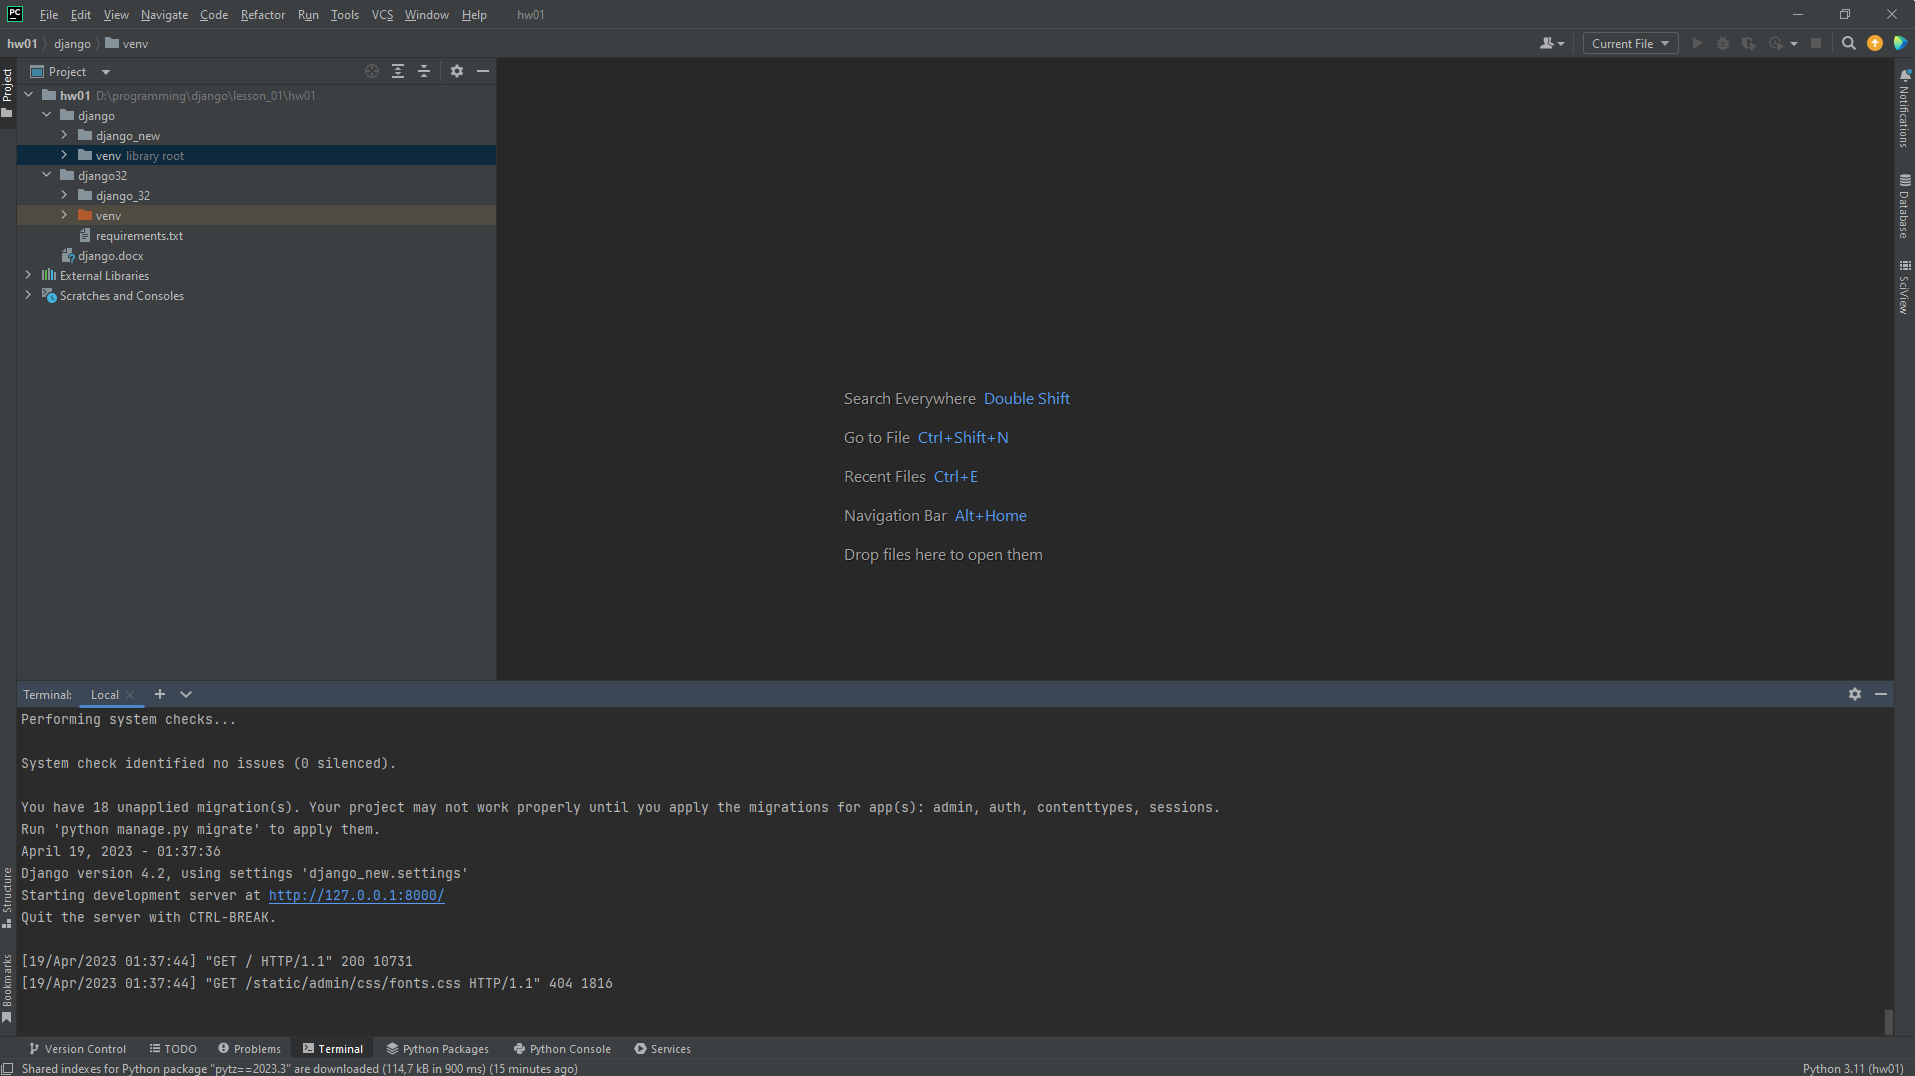 PC File Edit View Navigate Code Refactor Run Tools VCS Window Help hw01
hw01 django venv Current File
Project
Project
hw01 D:\programming\django\lesson_01\hw01
django
django_new
venv library root
django32
django_32
venv
requirements.txt
django.docx
External Libraries
Scratches and Consoles
Search Everywhere Double Shift
Go to File Ctrl+Shift+N
Recent Files Ctrl+E
Navigation Bar Alt+Home
Drop files here to open them
Notifications
Database
SciView
Terminal: Local
Performing system checks...
System check identified no issues (0 silenced).
You have 18 unapplied migration(s). Your project may not work properly until you apply the migrations for app(s): admin, auth, contenttypes, sessions.
Run 'python manage.py migrate' to apply them.
April 19, 2023 - 01:37:36
Django version 4.2, using settings 'django_new.settings'
Starting development server at http://127.0.0.1:8000/
Quit the server with CTRL-BREAK.
[19/Apr/2023 01:37:44] "GET / HTTP/1.1" 200 10731
[19/Apr/2023 01:37:44] "GET /static/admin/css/fonts.css HTTP/1.1" 404 1816
Structure
Bookmarks
Version Control TODO Problems Terminal Python Packages Python Console Services
Shared indexes for Python package "pytz==2023.3" are downloaded (114,7 kB in 900 ms) (15 minutes ago) Python 3.11 (hw01)